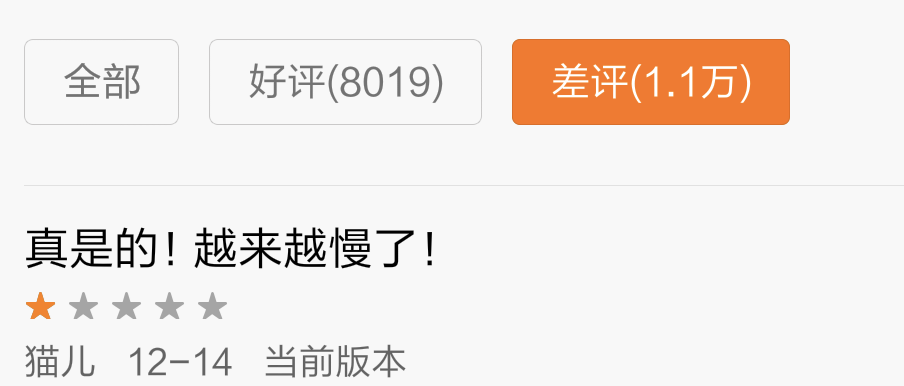 全部 好评(8019) 差评(1.1万)
真是的！越来越慢了！
猫儿 12-14 当前版本